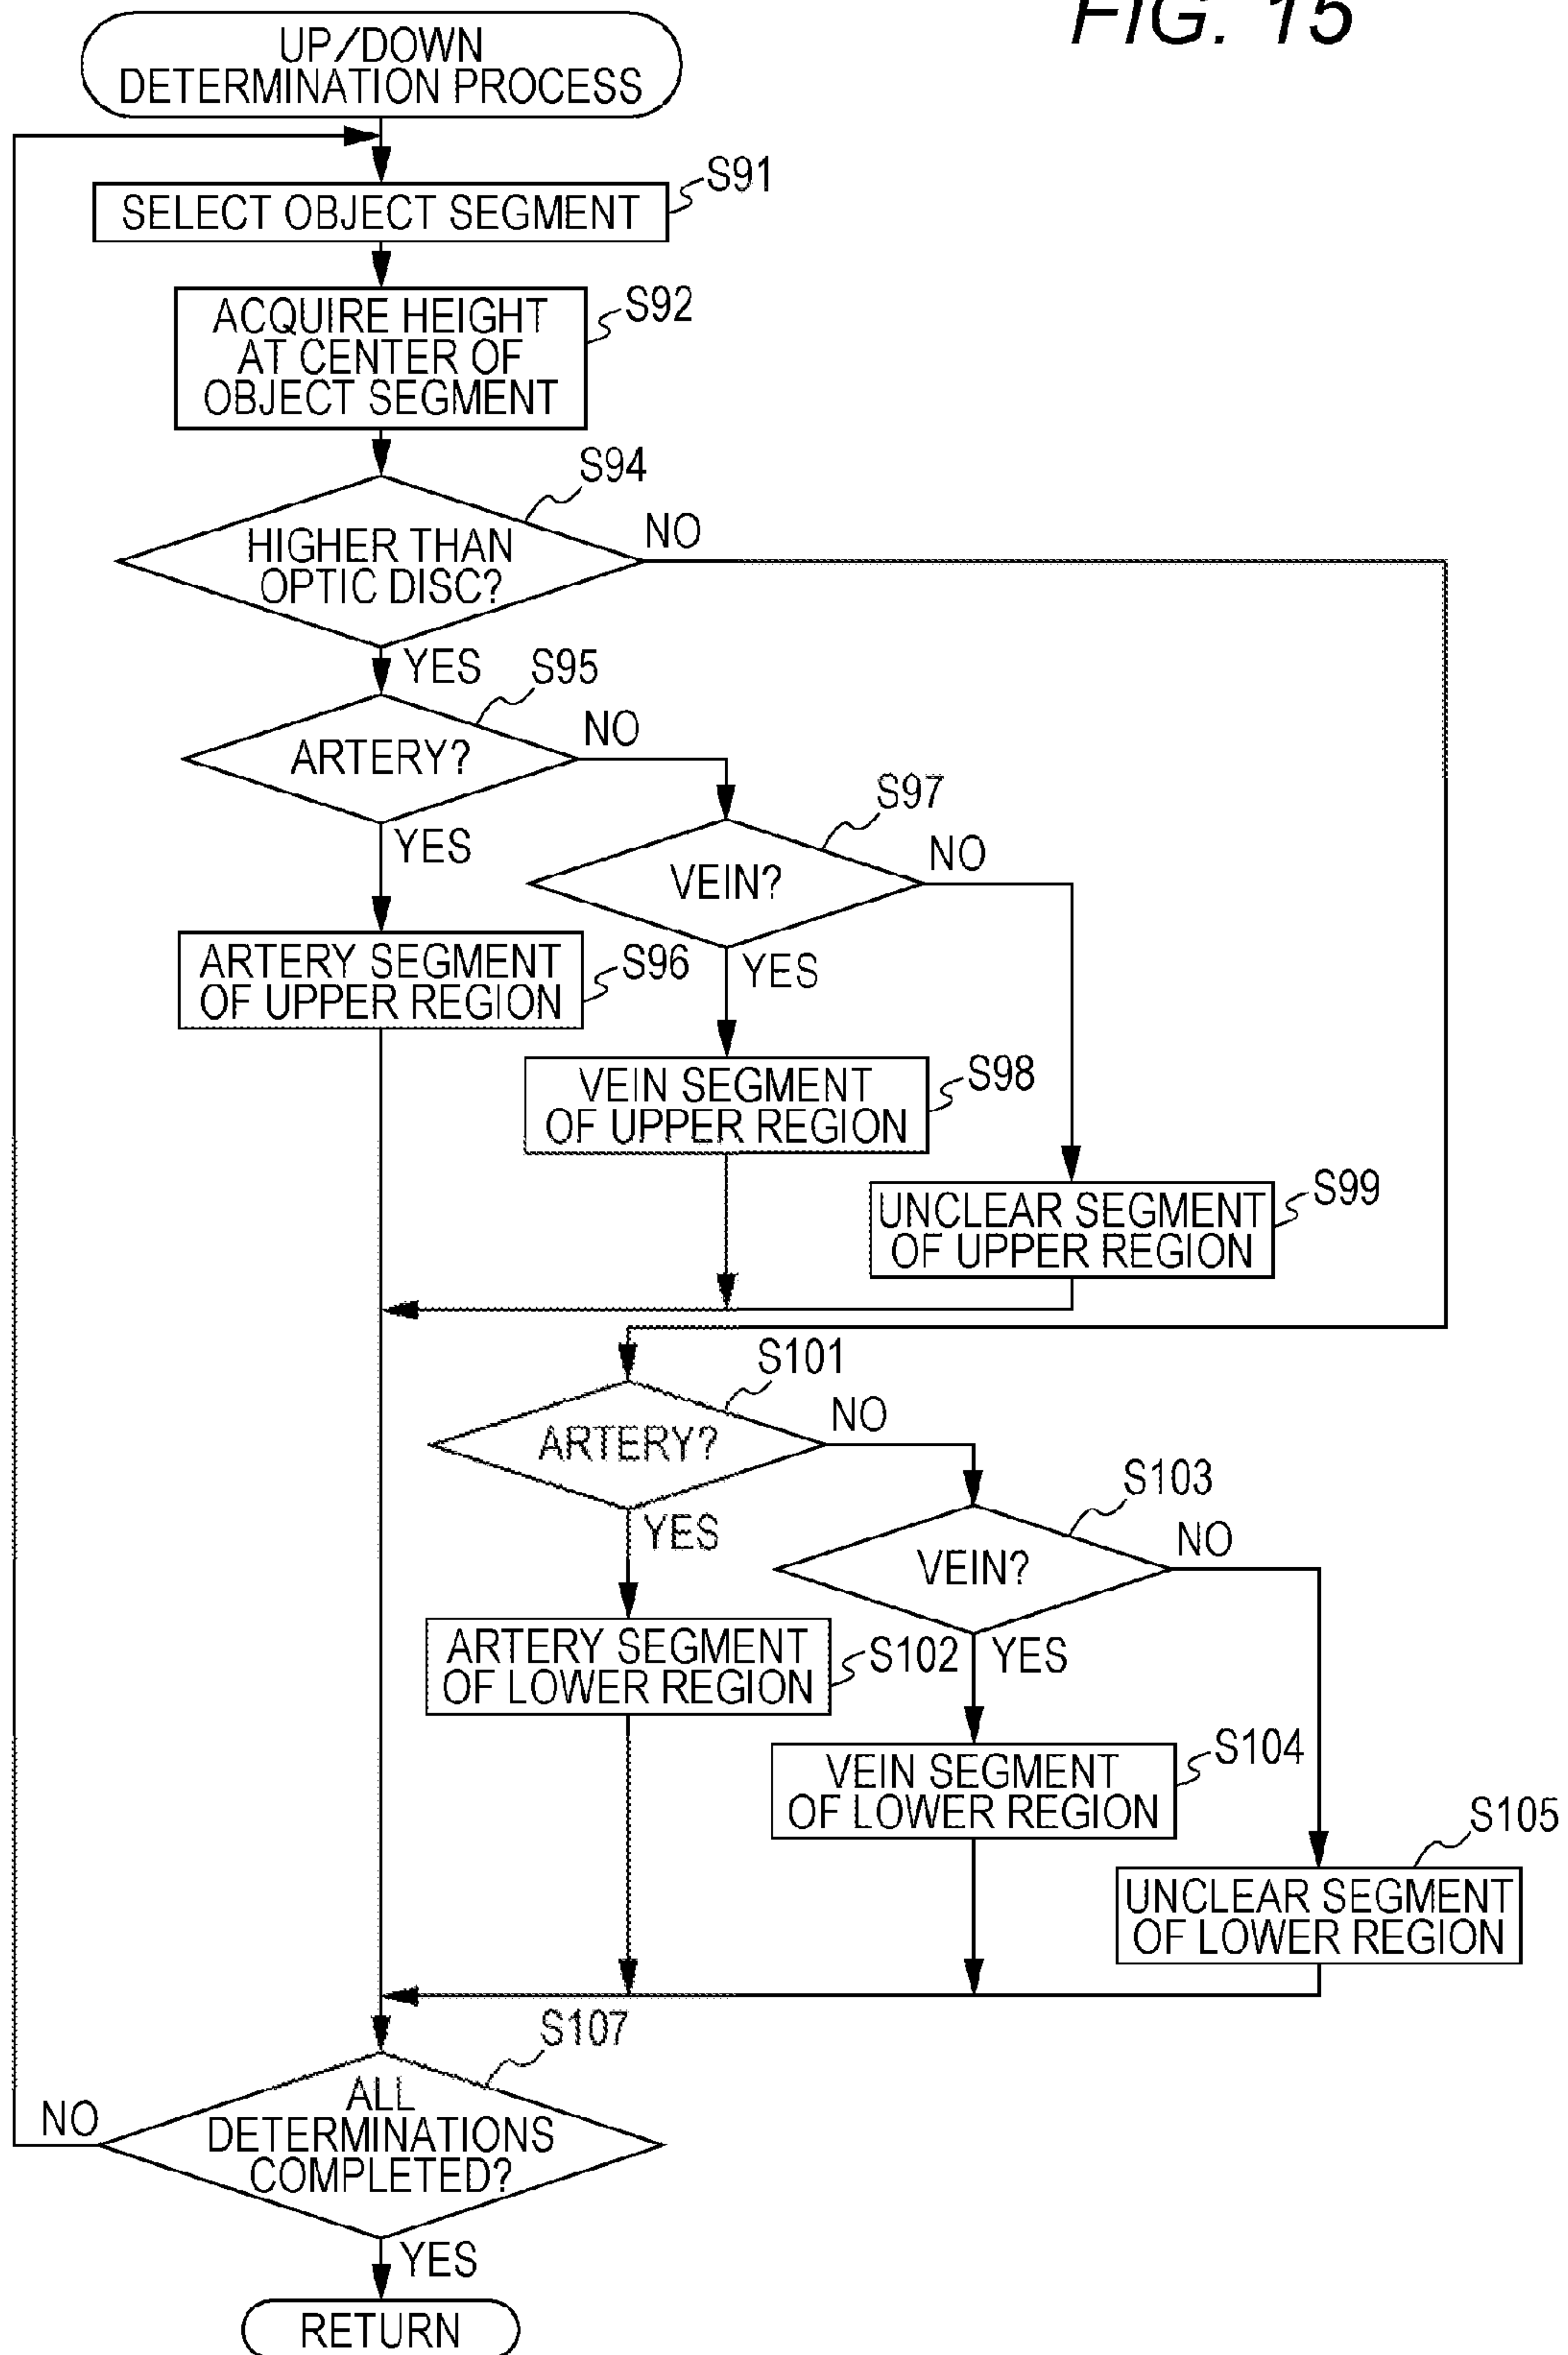 FIG. 15
UP/DOWN
DETERMINATION PROCESS
S91
SELECT OBJECT SEGMENT
S92
ACQUIRE HEIGHT
AT CENTER OF
OBJECT SEGMENT
S94
HIGHER THAN
OPTIC DISC?
NO
YES
S95
ARTERY?
NO
YES
S97
VEIN?
NO
YES
ARTERY SEGMENT
OF UPPER REGION
S96
VEIN SEGMENT
OF UPPER REGION
S98
UNCLEAR SEGMENT
OF UPPER REGION
S99
S101
ARTERY?
NO
YES
S103
VEIN?
NO
YES
ARTERY SEGMENT
OF LOWER REGION
S102
VEIN SEGMENT
OF LOWER REGION
S104
S105
UNCLEAR SEGMENT
OF LOWER REGION
S107
ALL
DETERMINATIONS
COMPLETED?
NO
YES
RETURN